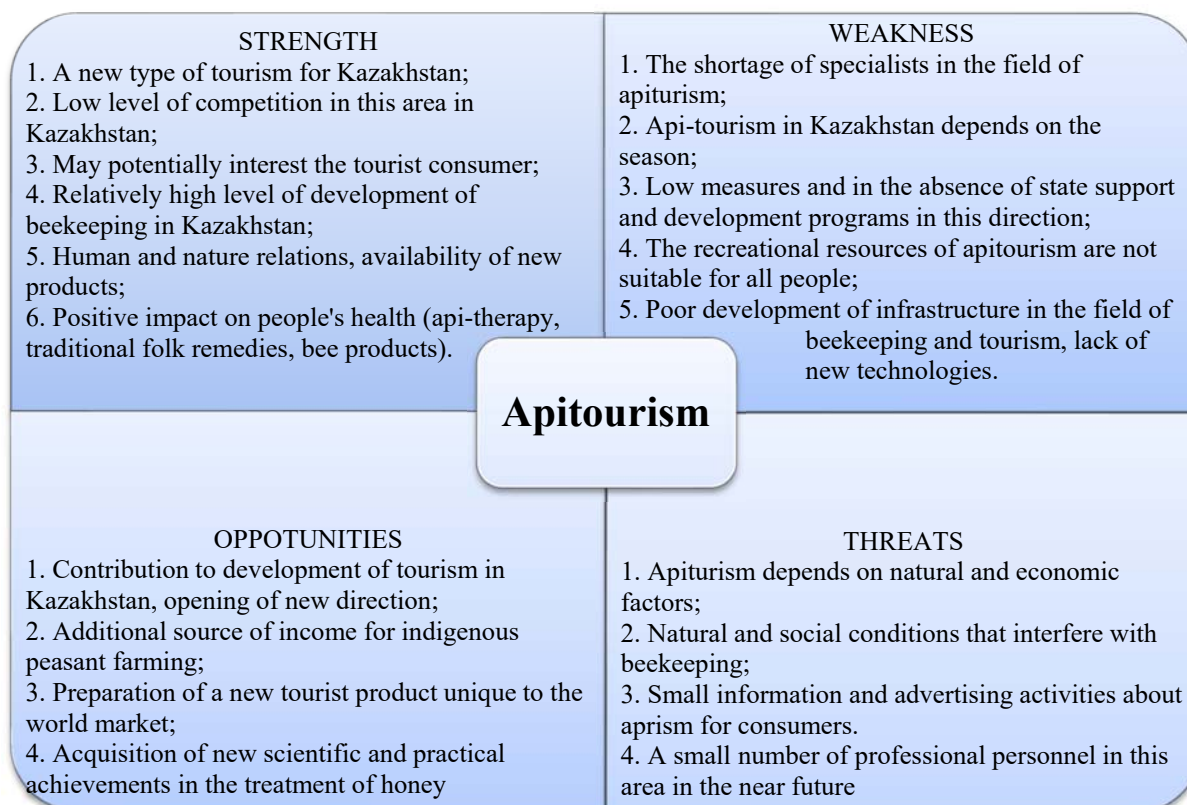 STRENGTH
1. A new type of tourism for Kazakhstan;
2. Low level of competition in this area in
Kazakhstan;
3. May potentially interest the tourist consumer;
4. Relatively high level of development of
beekeeping in Kazakhstan;
5. Human and nature relations, availability of new
products;
6. Positive impact on people's health (api-therapy,
traditional folk remedies, bee products).
WEAKNESS
1. The shortage of specialists in the field of
apiturism;
2. Api-tourism in Kazakhstan depends on the
season;
3. Low measures and in the absence of state support
and development programs in this direction;
4. The recreational resources of apitourism are not
suitable for all people;
5. Poor development of infrastructure in the field of
beekeeping and tourism, lack of
new technologies.
Apitourism
OPPOTUNITIES
1. Contribution to development of tourism in
Kazakhstan, opening of new direction;
2. Additional source of income for indigenous
peasant farming;
3. Preparation of a new tourist product unique to the
world market;
4. Acquisition of new scientific and practical
achievements in the treatment of honey
THREATS
1. Apiturism depends on natural and economic
factors;
2. Natural and social conditions that interfere with
beekeeping;
3. Small information and advertising activities about
aprism for consumers.
4. A small number of professional personnel in this
area in the near future